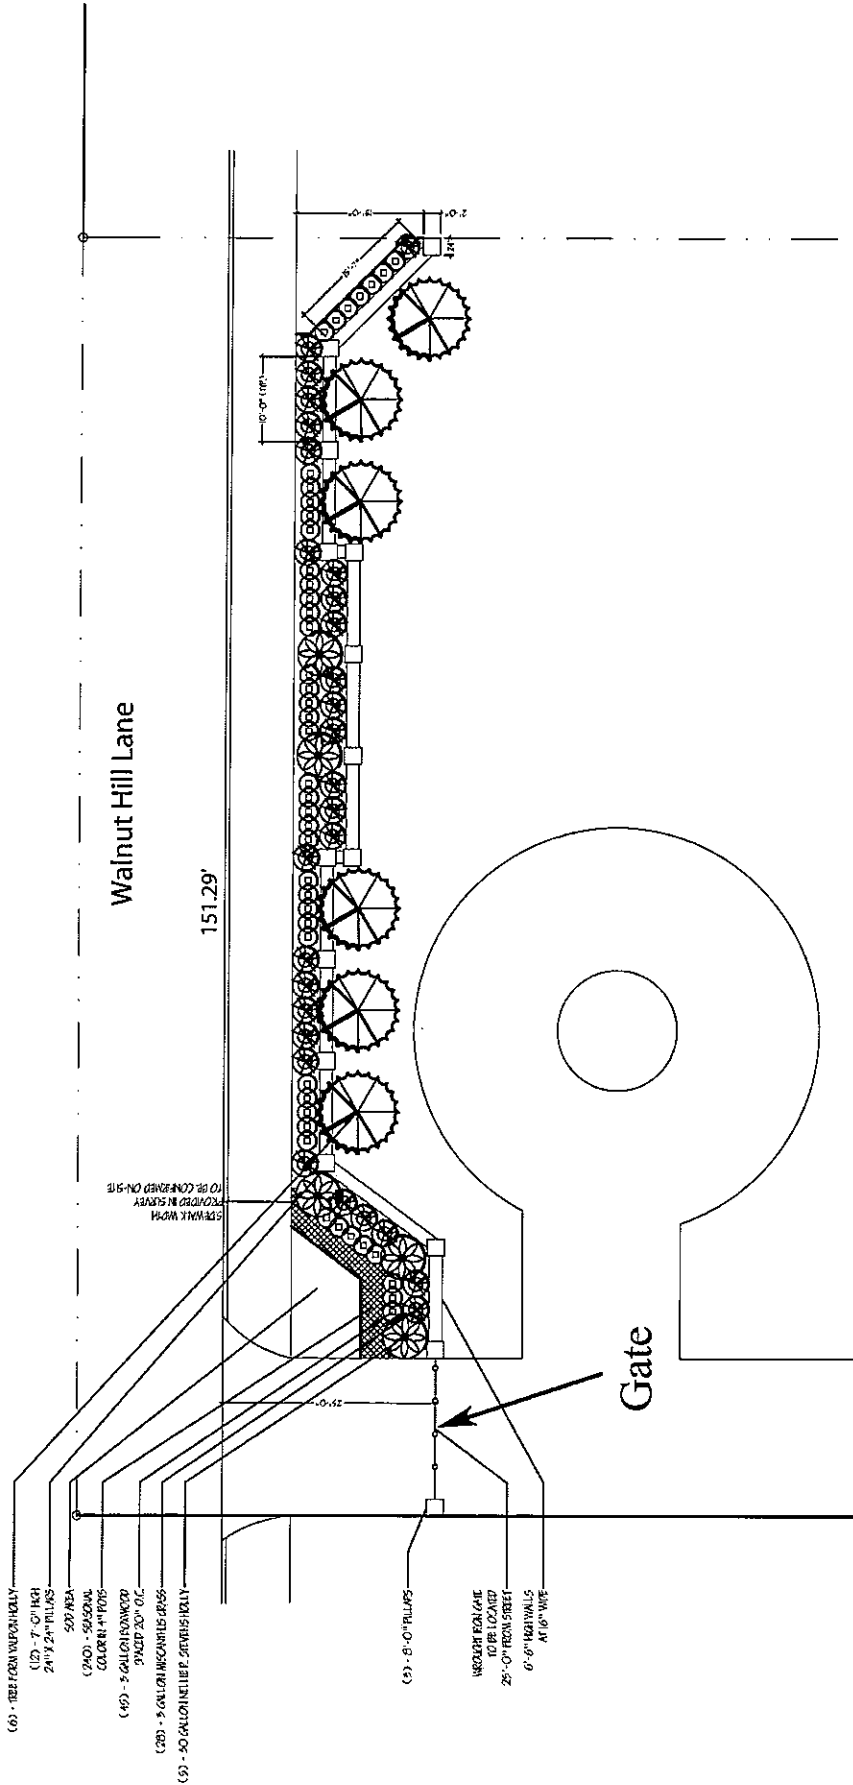 Walnut Hill Lane
151.29'
SIDEWALK WIDTH
PROVIDED IN SURVEY
TO BE CONFIRMED ON-SITE
10'-0" (TYP.)
2'-0"
24"
25'-0"
(6) - TREE FORM YAUPON HOLLY
(12) - 7'-0" HIGH
24" X 24" PILLARS
SOD AREA
(240) - SEASONAL
COLOR IN 4" POTS
GALLON BOXWOOD
SPACED 20" O.C.
(28) - GALLON MISCANTHUS GRASS
(5) - 30 GALLON NELLIE R. STEVENS HOLLY
(3) - 8'-0" PILLARS
WROUGHT IRON GATE
TO BE LOCATED
25'-0" FROM STREET
6'-6" HIGH WALLS
AT 16" WIDE
Gate